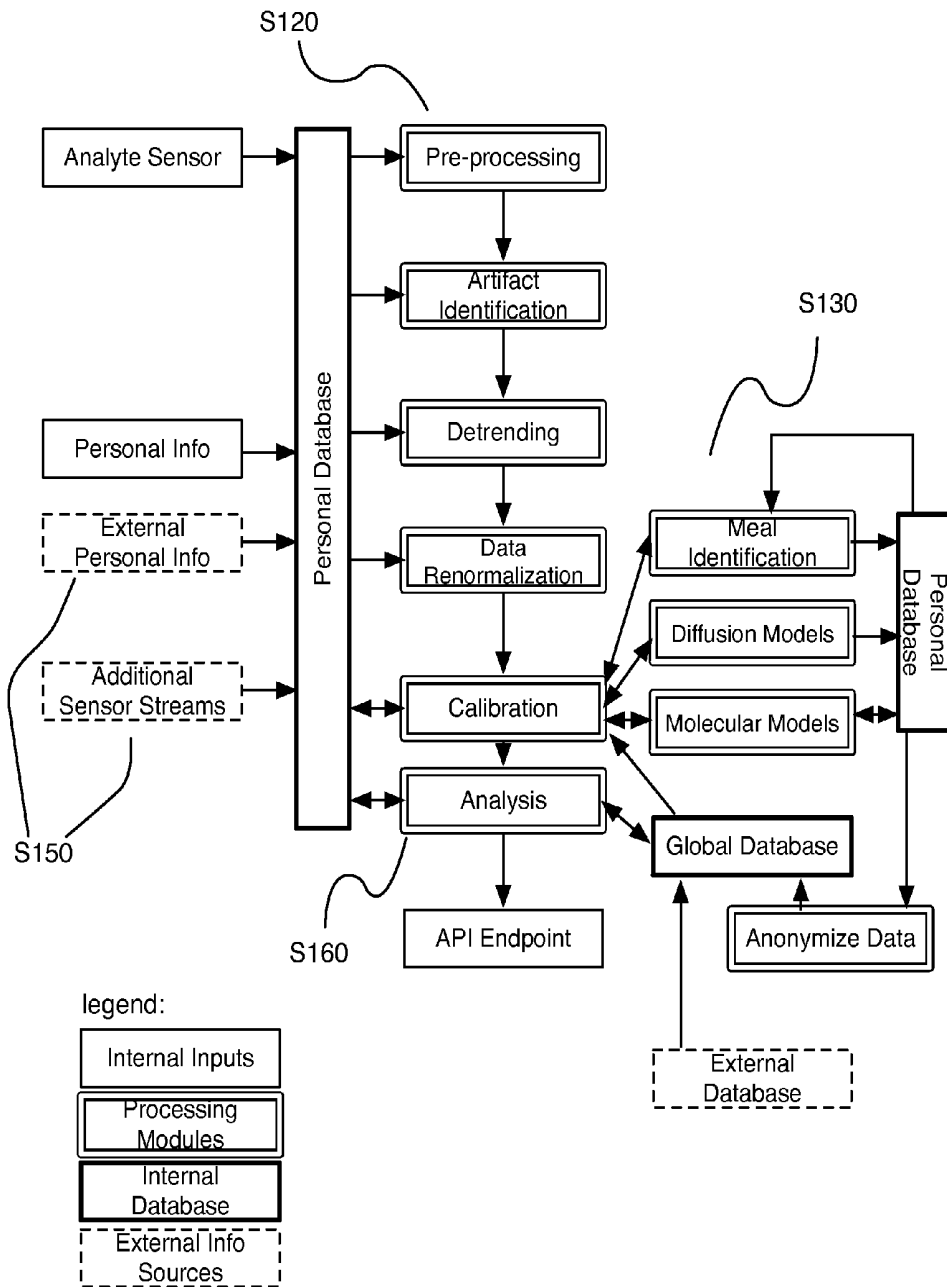 S120
Analyte Sensor
Pre-processing
Artifact
Identification
S130
Personal Info
Detrending
Personal Database
External
Personal Info
Data
Renormalization
Meal
Identification
Personal
Database
Diffusion Models
Additional
Sensor Streams
Calibration
Molecular Models
Analysis
Global Database
S150
S160
API Endpoint
Anonymize Data
legend:
Internal Inputs
External
Database
Processing
Modules
Internal
Database
External Info
Sources